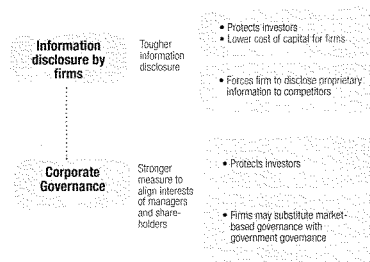 Information
disclosure by
firms
Tougher
information
disclosure
• Protects investors
• Lower cost of capital for firms
• Forces firm to disclose proprietary
information to competitors
Corporate
Governance
Stronger
measure to
align interests
of managers
and share-
holders
• Protects investors
• Firms may substitute market-
based governance with
government governance